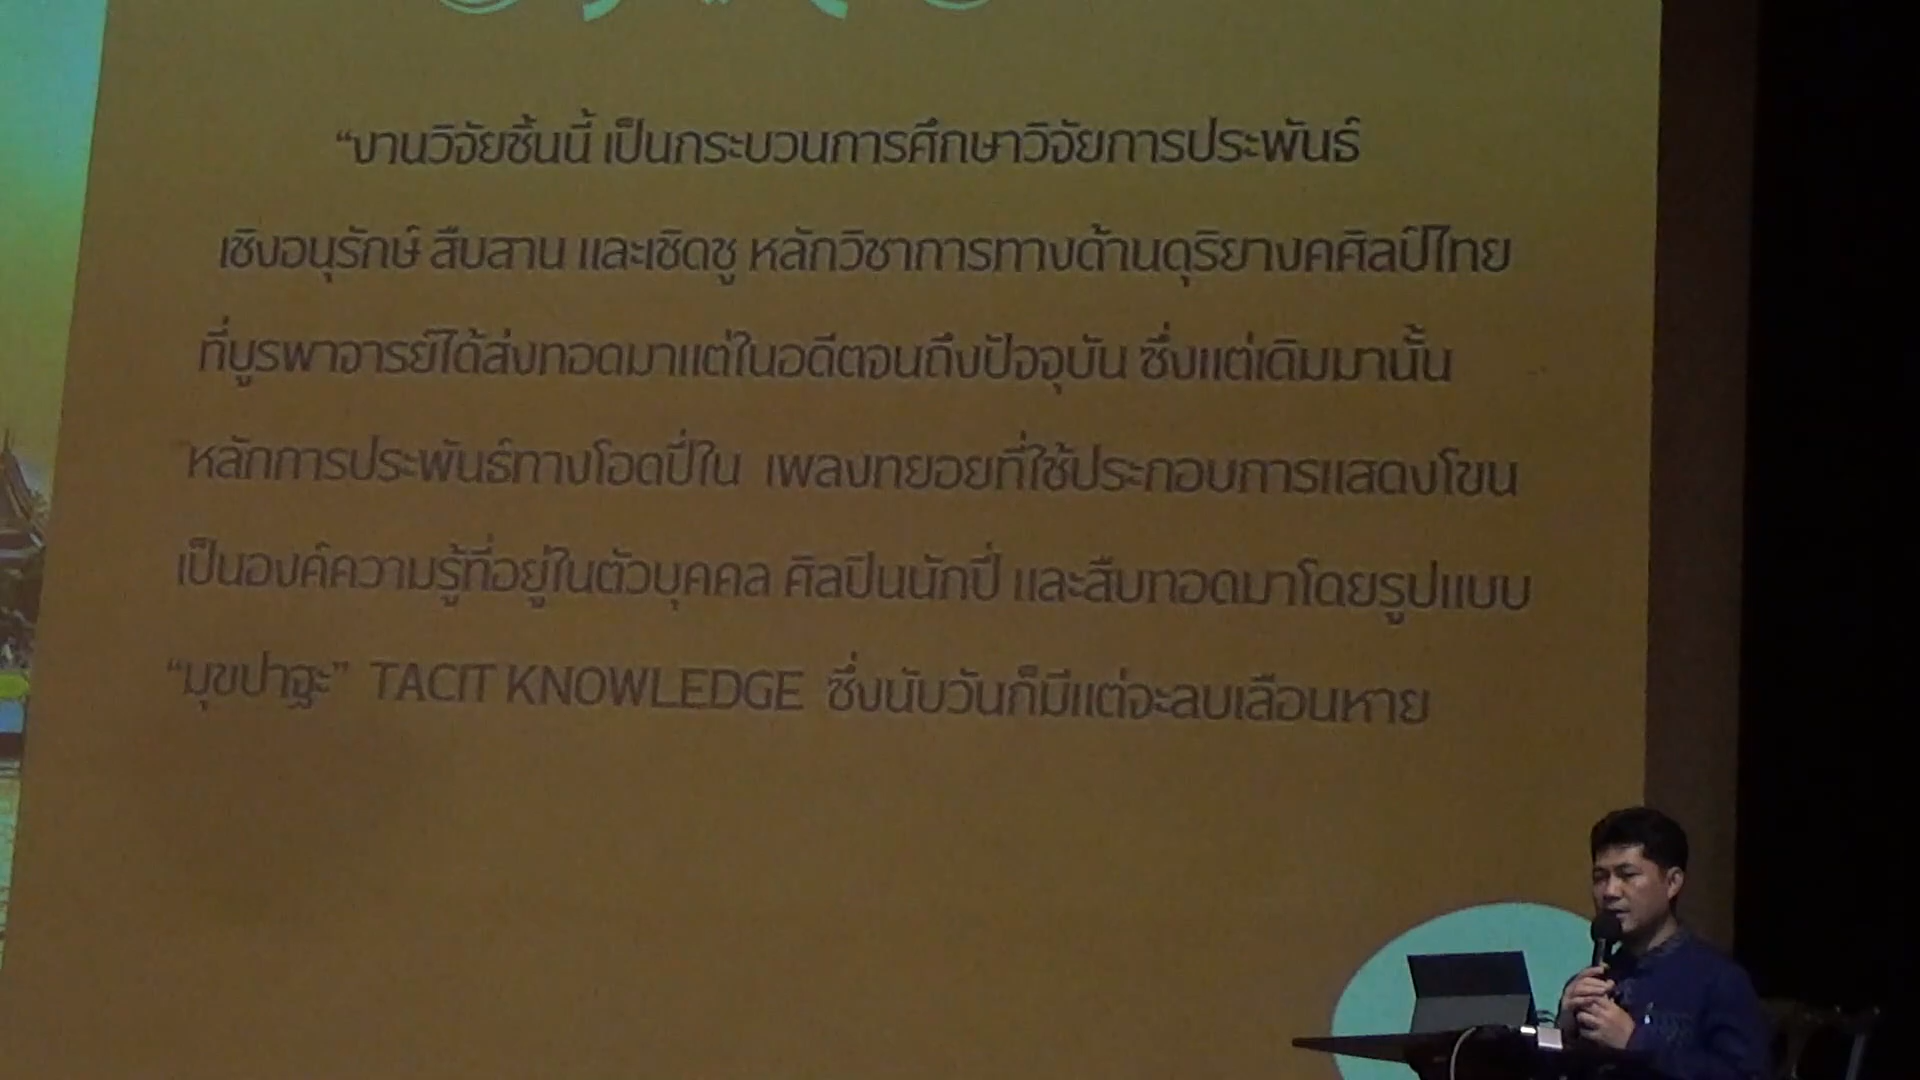 “งานวิจัยชิ้นนี้ เป็นกระบวนการศึกษาวิจัยการประพันธ์
เชิงอนุรักษ์ สืบสาน และเชิดชู หลักวิชาการทางด้านดุริยางคศิลป์ไทย
ที่บูรพาจารย์ได้ส่งทอดมาแต่ในอดีตจนถึงปัจจุบัน ซึ่งแต่เดิมมานั้น
หลักการประพันธ์ทางโอดปี่ใน เพลงทยอยที่ใช้ประกอบการแสดงโขน
เป็นองค์ความรู้ที่อยู่ในตัวบุคคล ศิลปินนักปี่ และสืบทอดมาโดยรูปแบบ
“มุขปาฐะ” TACIT KNOWLEDGE ซึ่งนับวันก็มีแต่จะลบเลือนหาย